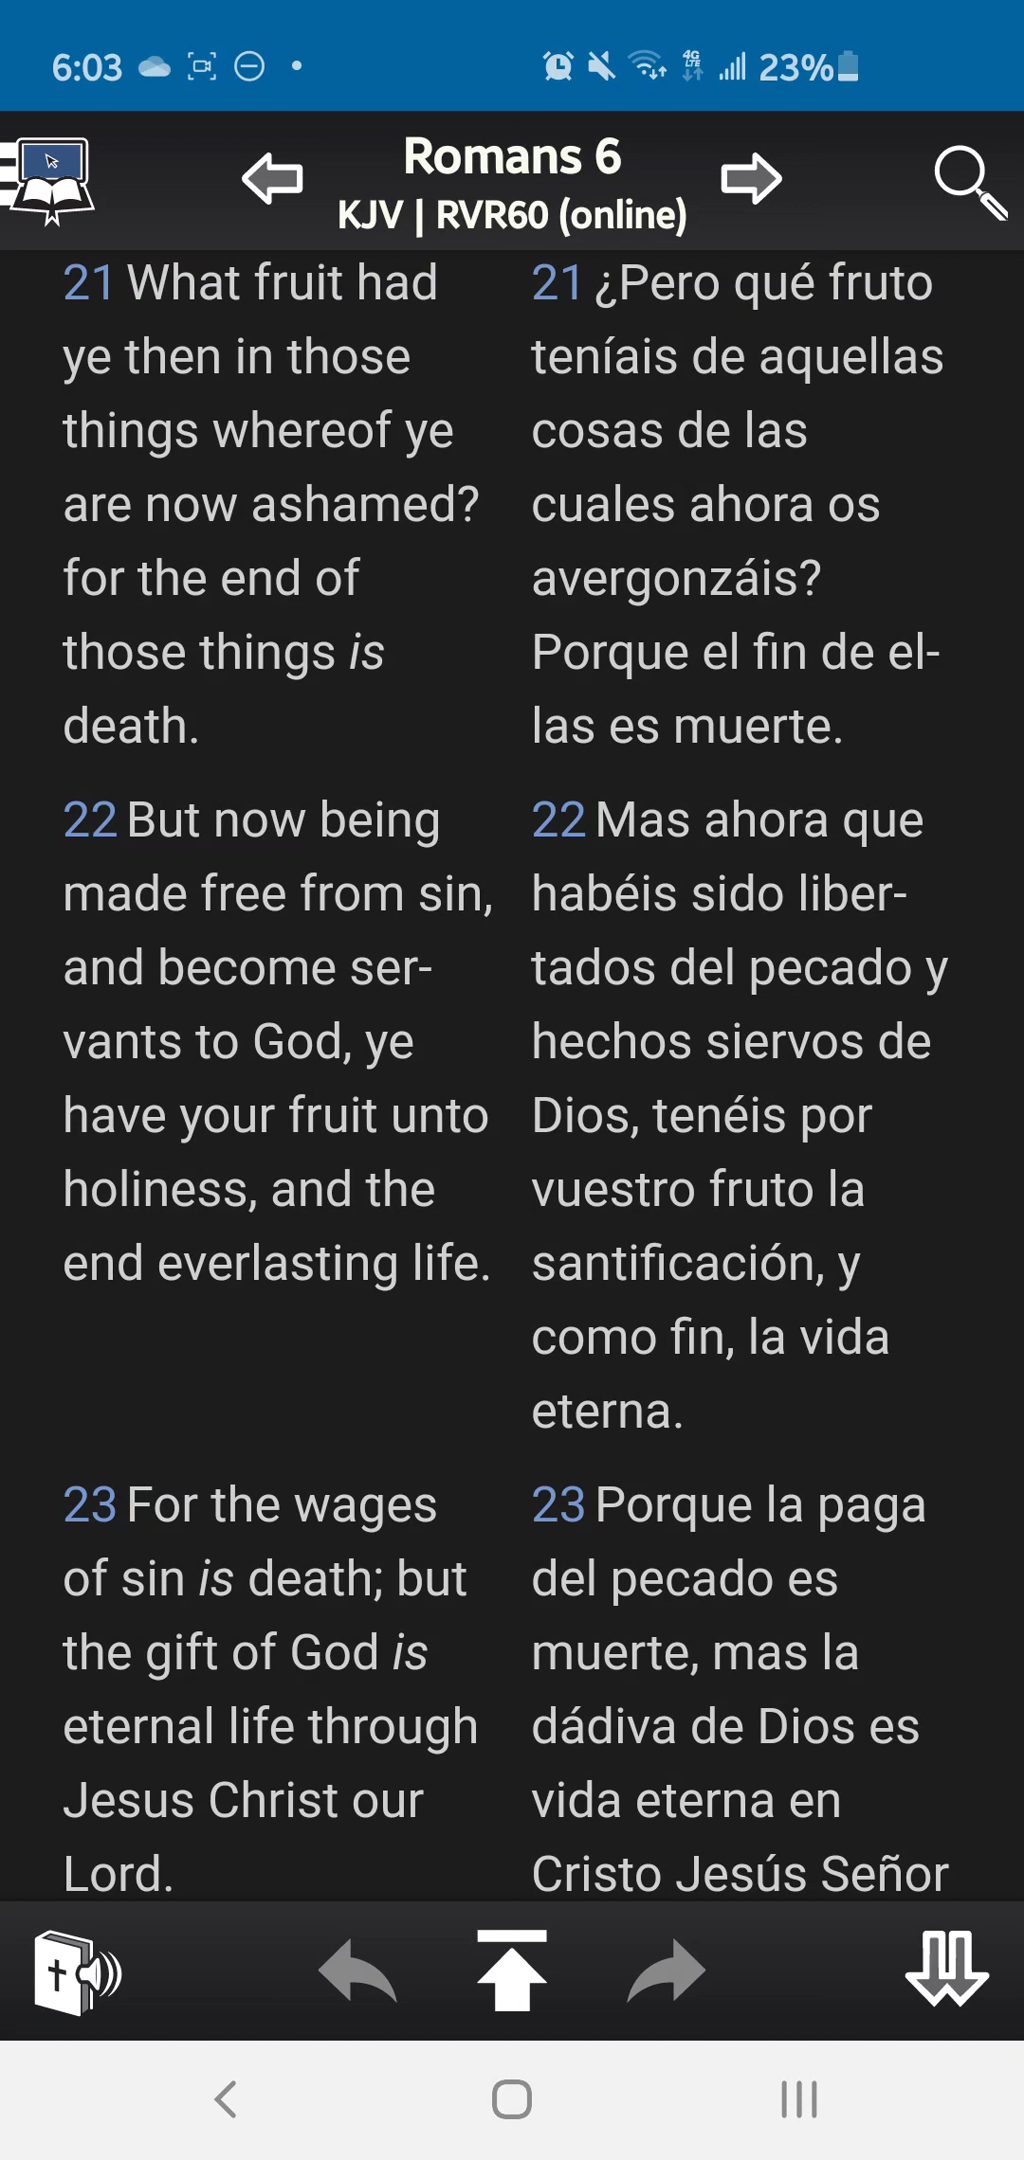 6:03
4G
LTE
23%
Romans 6
KJV | RVR60 (online)
21 What fruit had
ye then in those
things whereof ye
are now ashamed?
for the end of
those things is
death.
22 But now being
made free from sin,
and become ser-
vants to God, ye
have your fruit unto
holiness, and the
end everlasting life.
23 For the wages
of sin is death; but
the gift of God is
eternal life through
Jesus Christ our
Lord.
21 ¿Pero qué fruto
teníais de aquellas
cosas de las
cuales ahora os
avergonzáis?
Porque el fin de el-
las es muerte.
22 Mas ahora que
habéis sido liber-
tados del pecado y
hechos siervos de
Dios, tenéis por
vuestro fruto la
santificación, y
como fin, la vida
eterna.
23 Porque la paga
del pecado es
muerte, mas la
dádiva de Dios es
vida eterna en
Cristo Jesús Señor